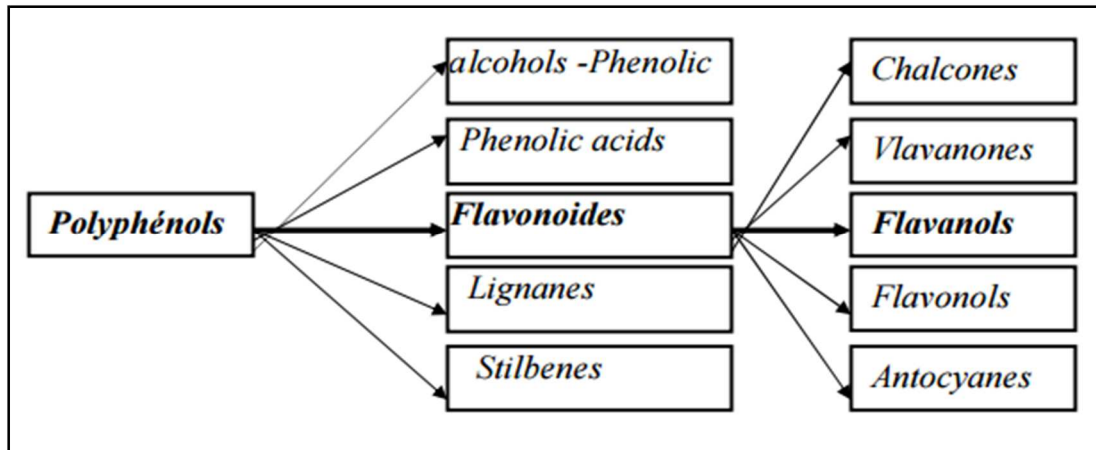 Polyphénols
alcohols -Phenolic
Phenolic acids
Flavonoides
Lignanes
Stilbenes
Chalcones
Vlavanones
Flavanols
Flavonols
Antocyanes